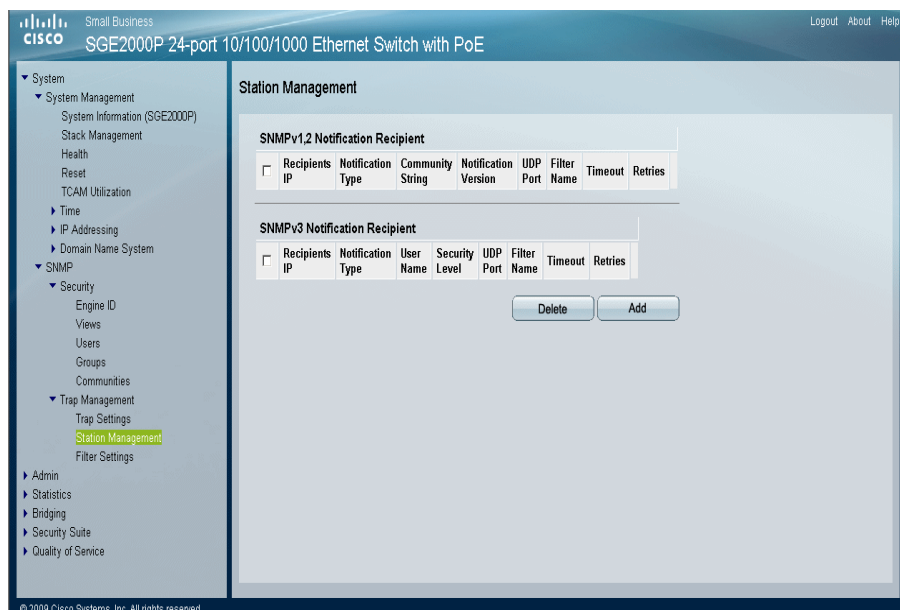 Small Business
CISCO
SGE2000P 24-port 10/100/1000 Ethernet Switch with PoE
Logout About Help
System
System Management
System Information (SGE2000P)
Stack Management
Health
Reset
TCAM Utilization
Time
IP Addressing
Domain Name System
SNMP
Security
Engine ID
Views
Users
Groups
Communities
Trap Management
Trap Settings
Station Management
Filter Settings
Admin
Statistics
Bridging
Security Suite
Quality of Service
Station Management
SNMPv1,2 Notification Recipient
Recipients IP Notification Type Community String Notification Version UDP Port Filter Name Timeout Retries
SNMPv3 Notification Recipient
Recipients IP Notification Type User Name Security Level UDP Port Filter Name Timeout Retries
Delete Add
© 2009 Cisco Systems, Inc. All rights reserved.